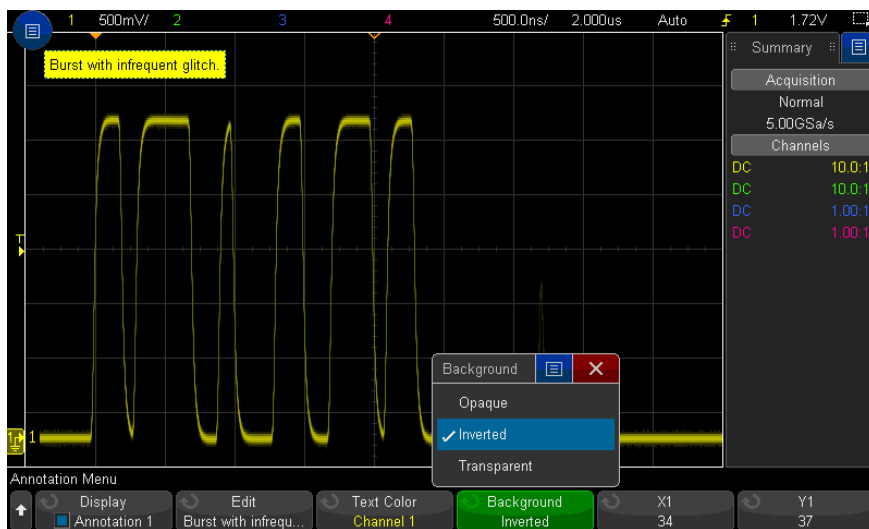 1 500mV/ 2 3 4 500.0ns/ 2.000us Auto 1 1.72V
Burst with infrequent glitch.
Summary
Acquisition
Normal
5.00GSa/s
Channels
DC 10.0:1
DC 10.0:1
DC 1.00:1
DC 1.00:1
T
1 1
Background
Opaque
Inverted
Transparent
Annotation Menu
Display
Annotation 1
Edit
Burst with infrequ...
Text Color
Channel 1
Background
Inverted
X1
34
Y1
37